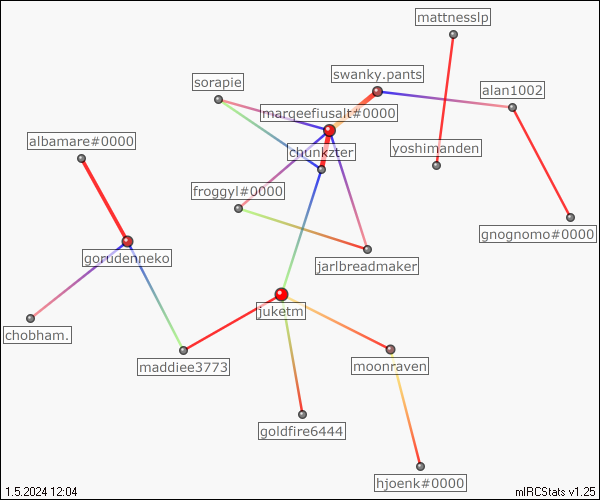 mattnesslp
swanky.pants
sorapie
alan1002
marqeefiusalt#0000
albamare#0000
chunkzter
yoshimanden
froggyl#0000
gnognomo#0000
gorudenneko
jarlbreadmaker
juketm
chobham.
maddiee3773
moonraven
goldfire6444
hjoenk#0000
1.5.2024 12:04
mIRCStats v1.25